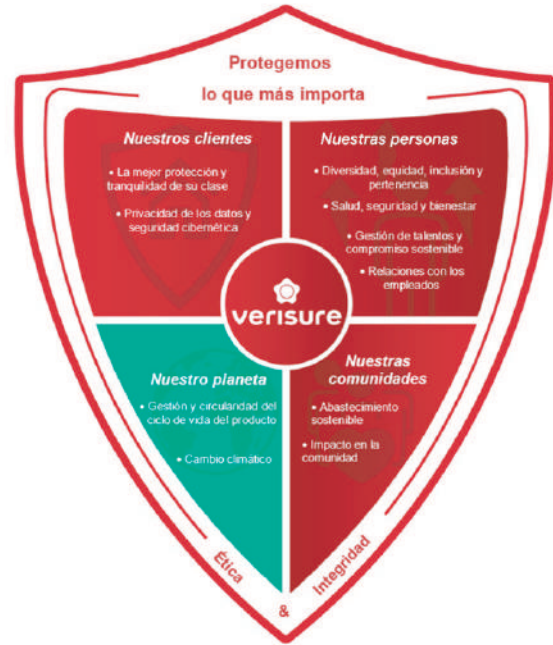 Protegemos
lo que más importa
Nuestros clientes
• La mejor protección y
tranquilidad de su clase
• Privacidad de los datos y
seguridad cibernética
Nuestras personas
• Diversidad, equidad, inclusión y
pertenencia
• Salud, seguridad y bienestar
• Gestión de talentos y
compromiso sostenible
• Relaciones con los
empleados
verisure
Nuestro planeta
• Gestión y circularidad del
ciclo de vida del producto
• Cambio climático
Nuestras
comunidades
• Abastecimiento
sostenible
• Impacto en la
comunidad
Ética
&
Integridad